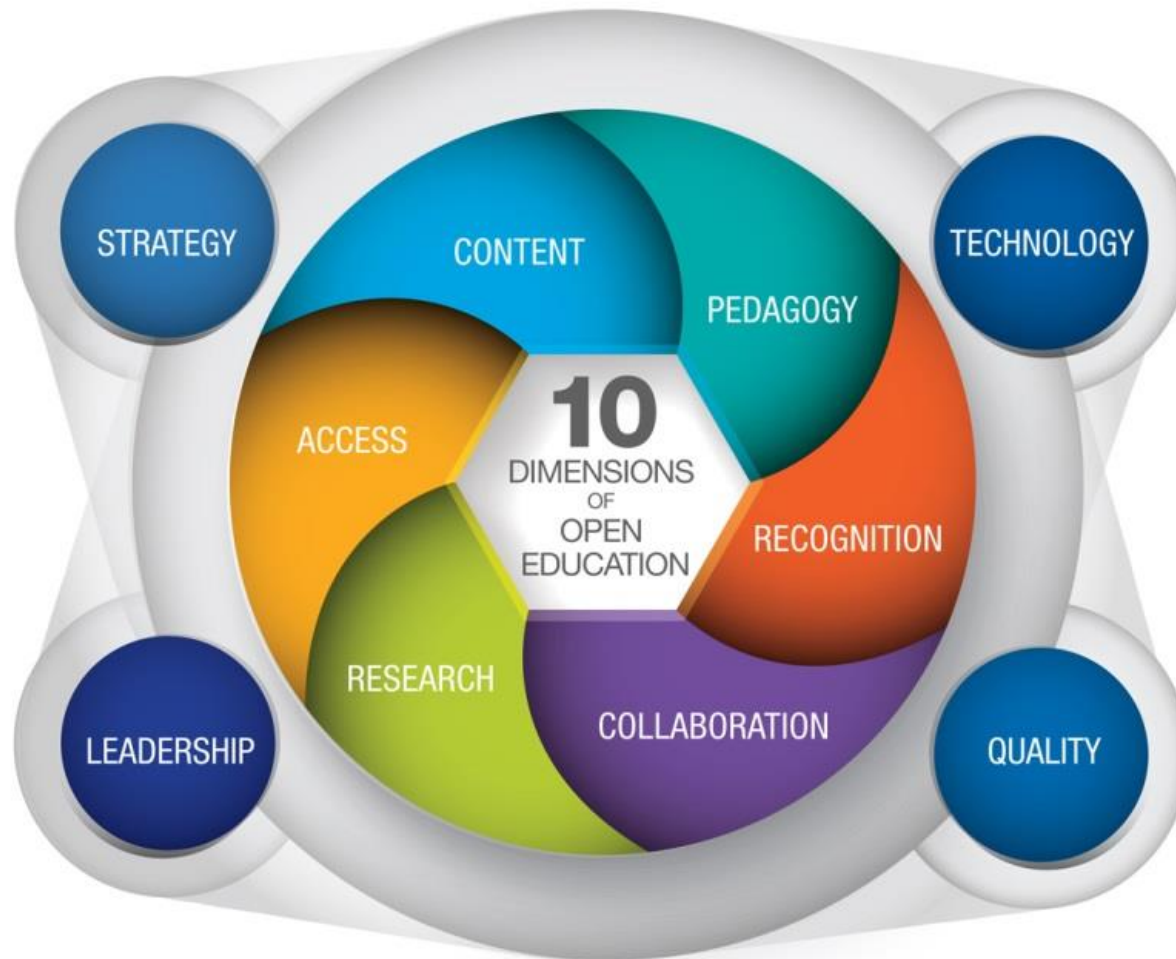 STRATEGY
TECHNOLOGY
CONTENT
PEDAGOGY
ACCESS
10
DIMENSIONS
OF
OPEN
EDUCATION
RECOGNITION
RESEARCH
COLLABORATION
LEADERSHIP
QUALITY